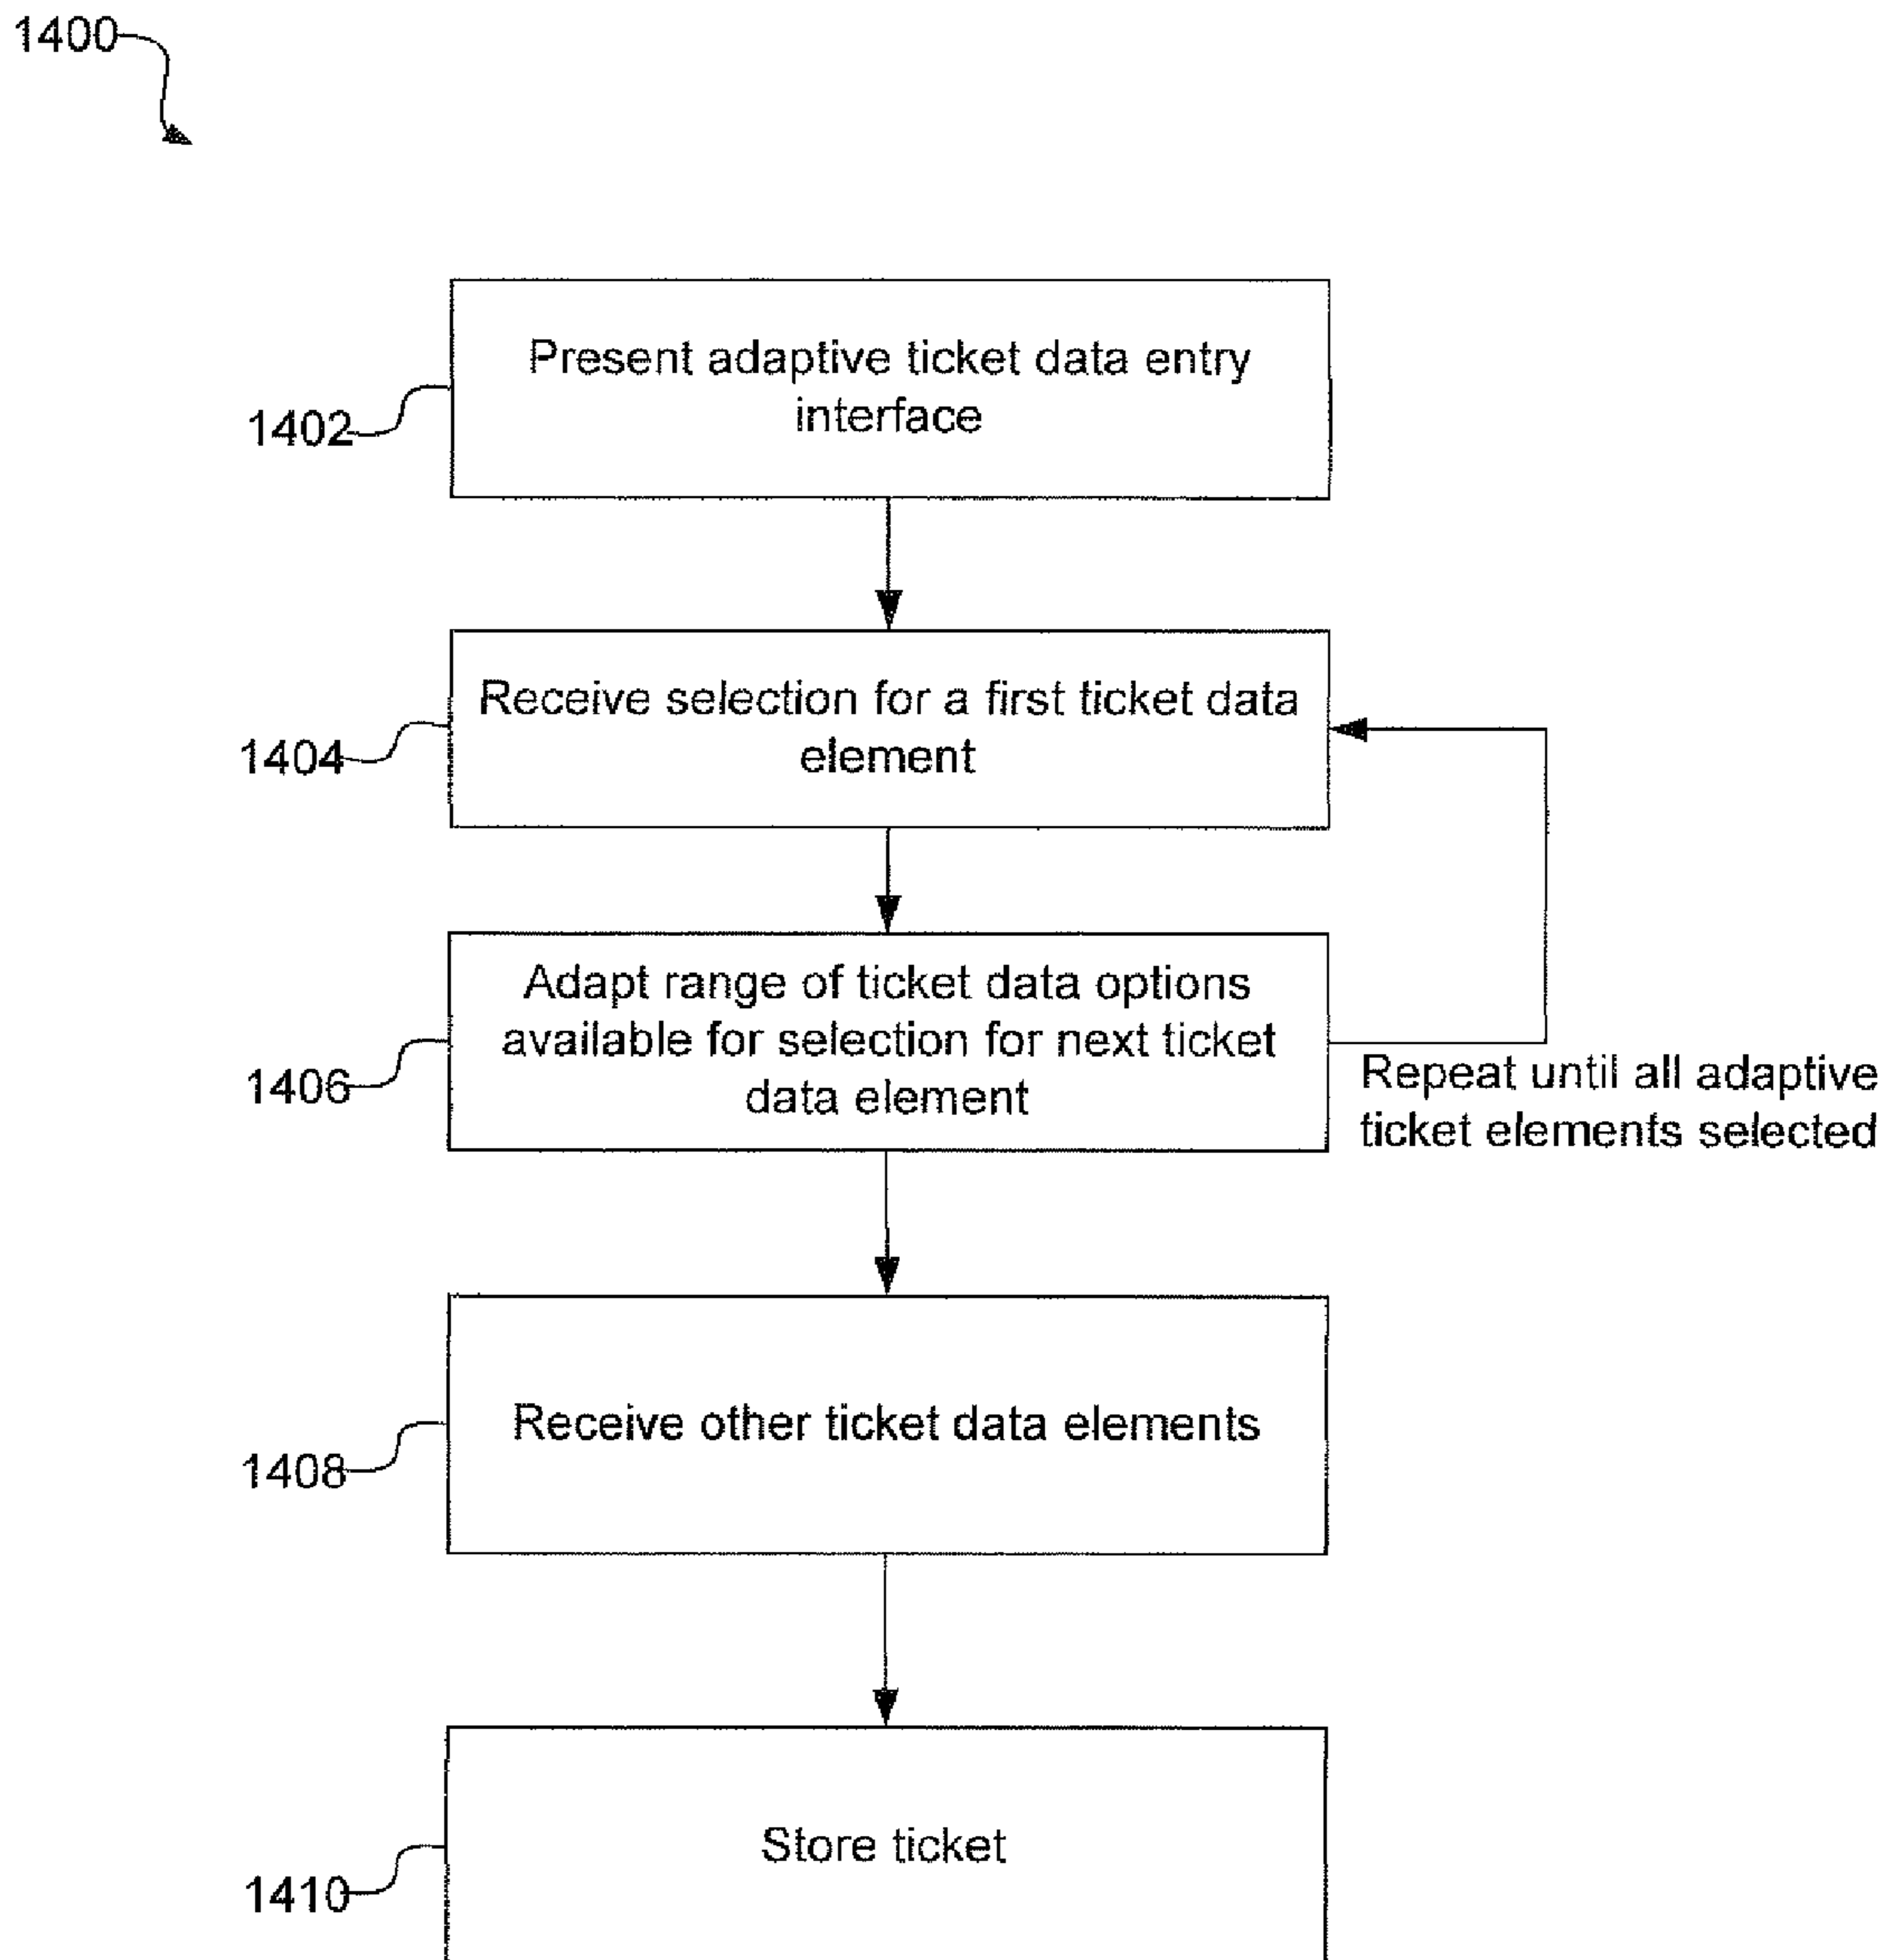 1400
Present adaptive ticket data entry
interface
1402
Receive selection for a first ticket data
element
1404
Adapt range of ticket data options
available for selection for next ticket
data element
1406
Repeat until all adaptive
ticket elements selected
Receive other ticket data elements
1408
Store ticket
1410